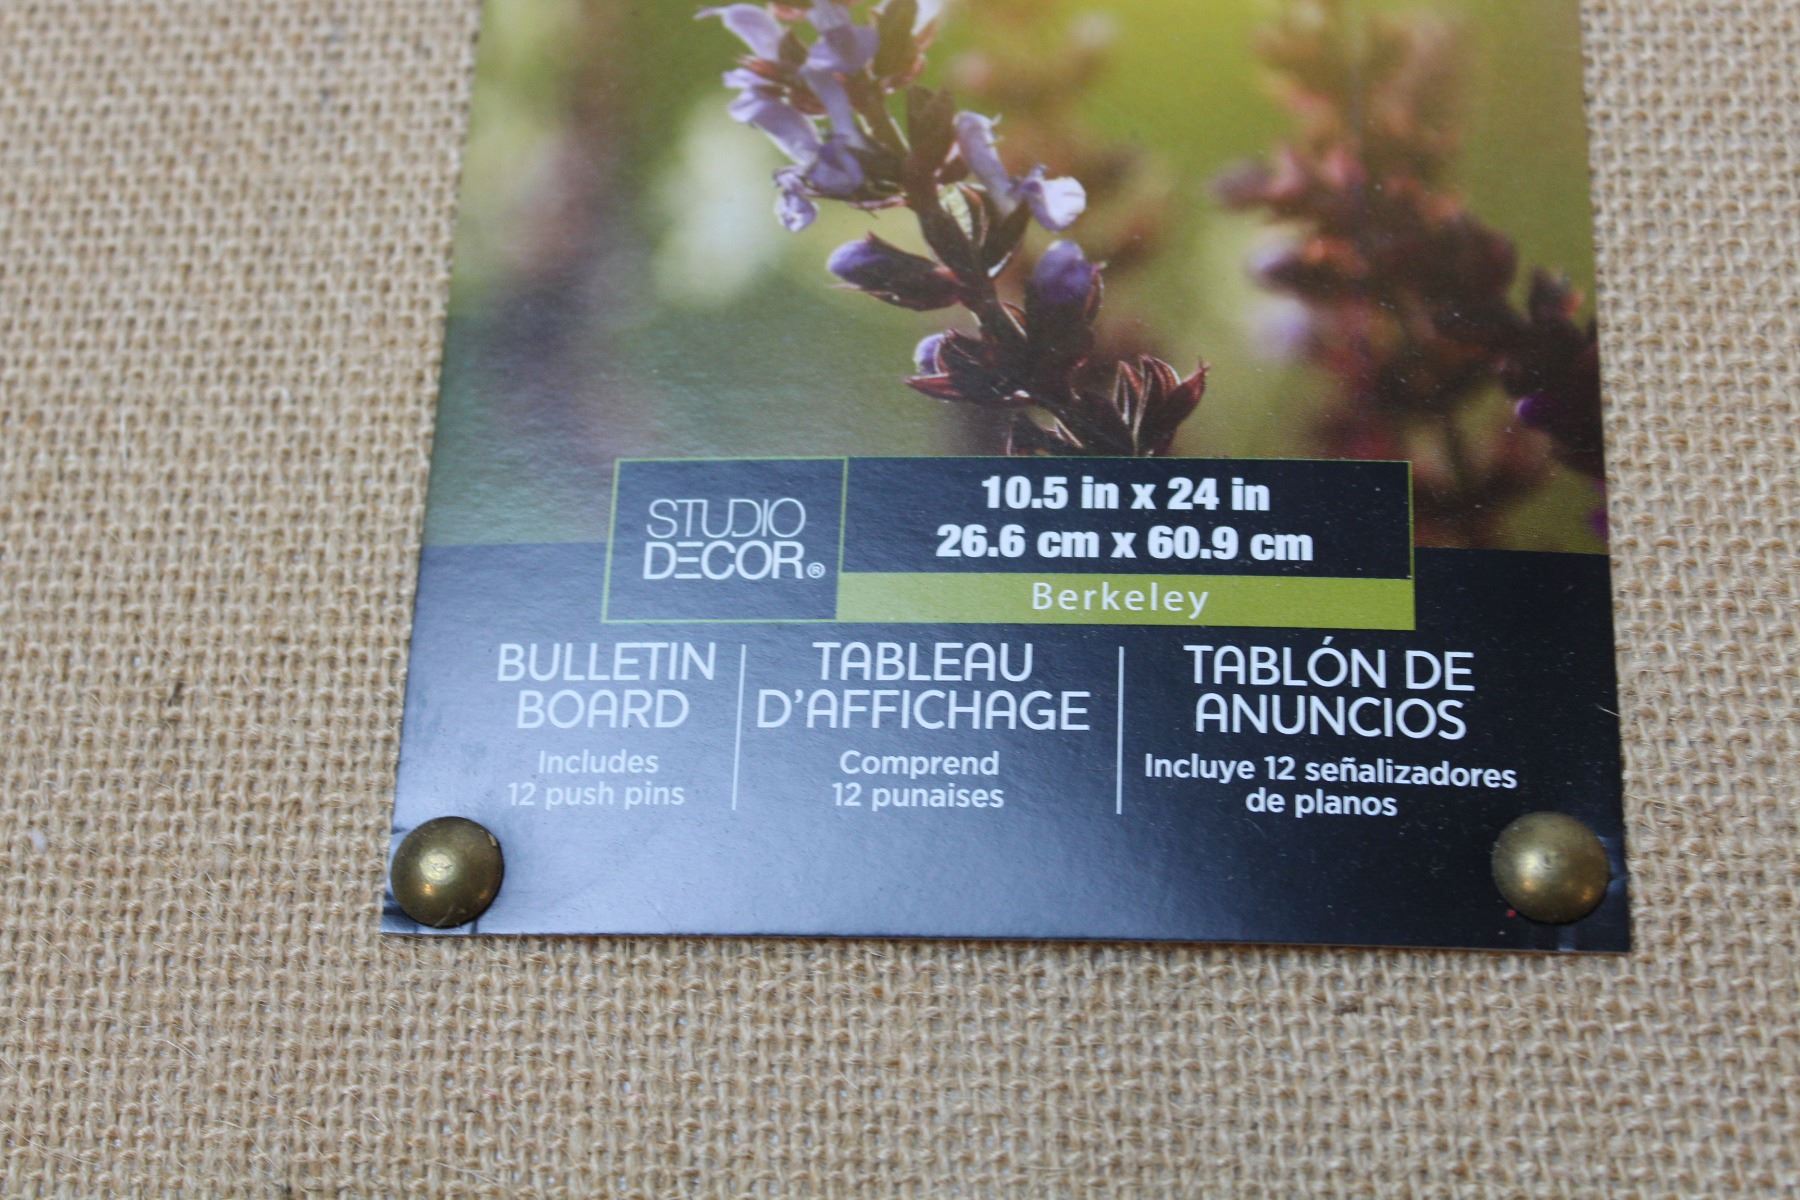 STUDIO
DECOR®
10.5 in x 24 in
26.6 cm x 60.9 cm
Berkeley
BULLETIN
BOARD
Includes
12 push pins
TABLEAU
D'AFFICHAGE
Comprend
12 punaises
TABLÓN DE
ANUNCIOS
Incluye 12 señalizadores
de planos